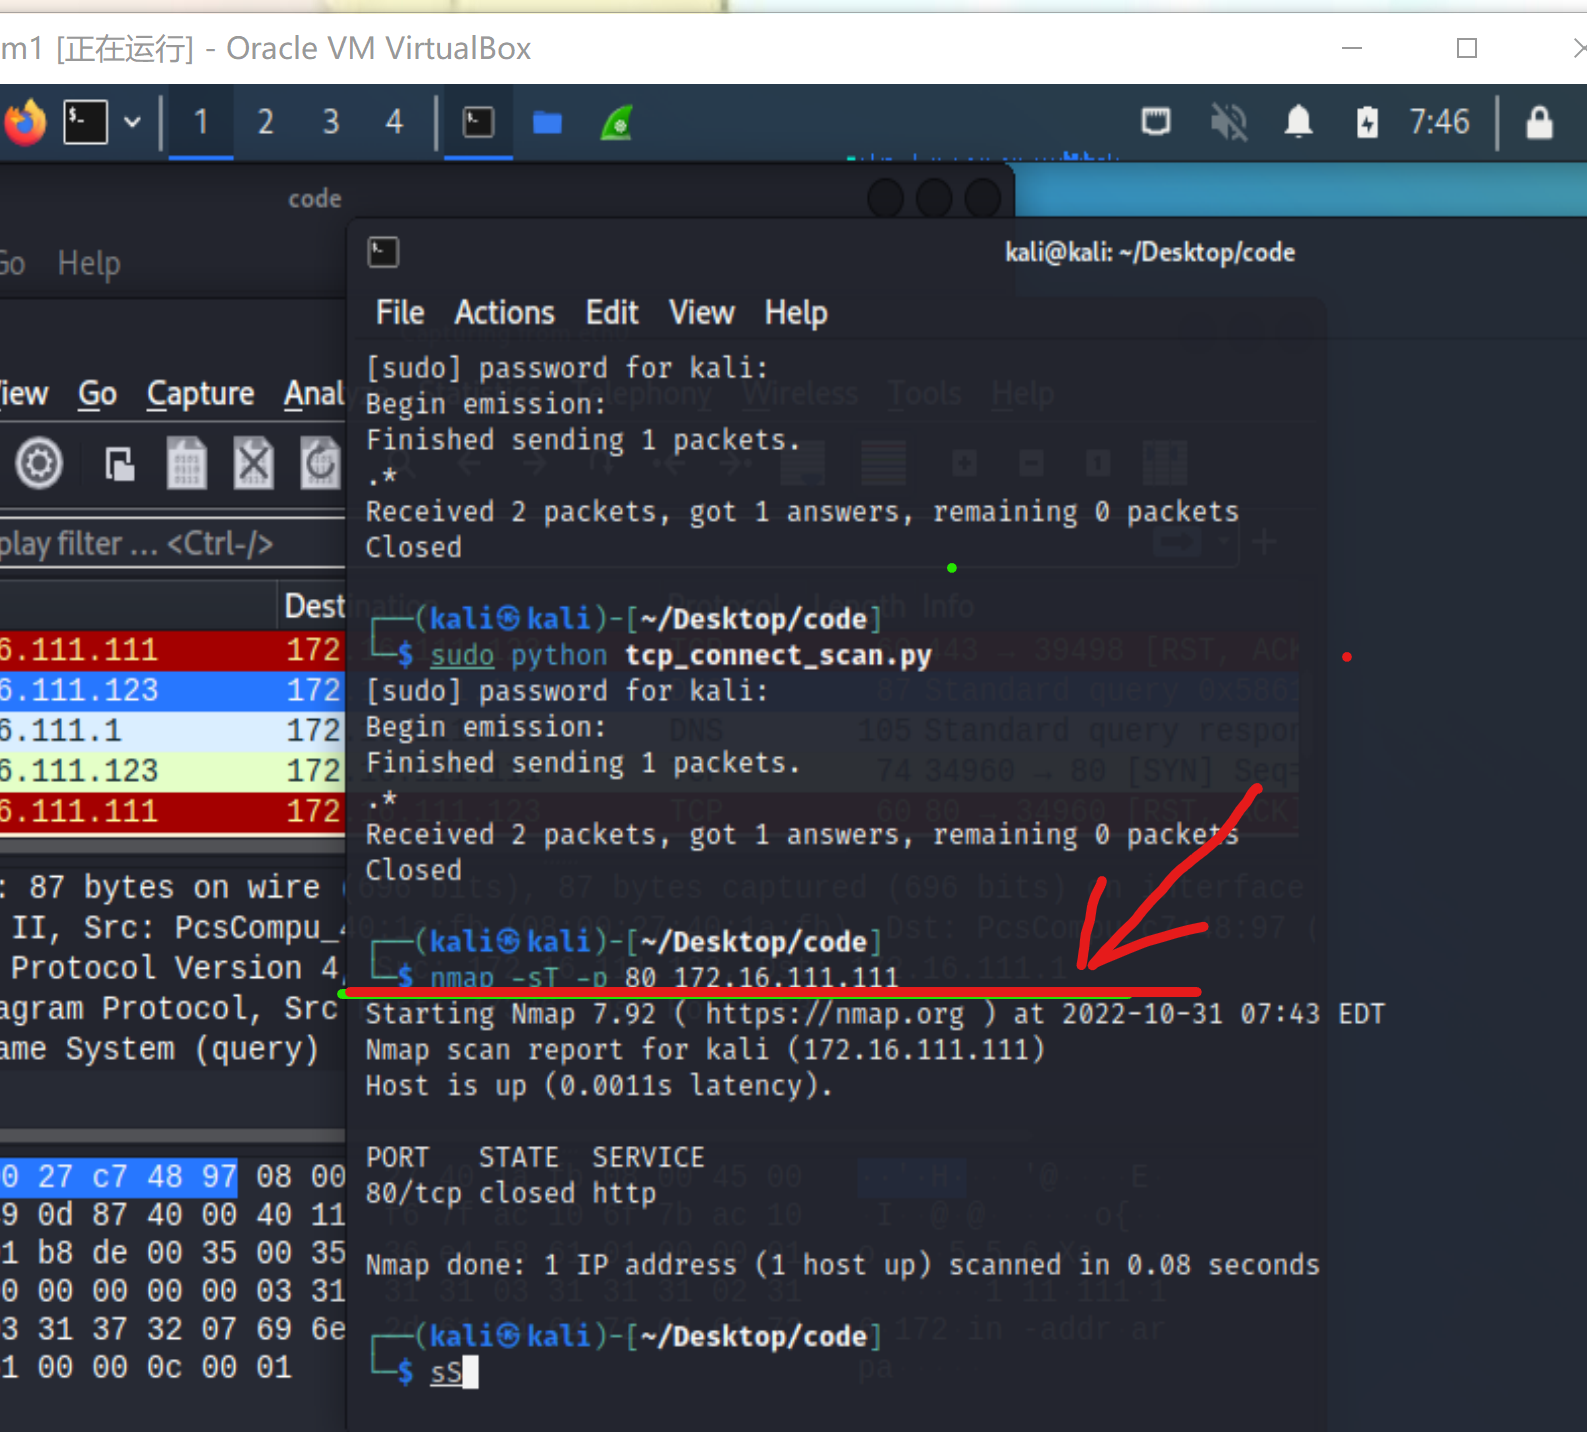 m1 [正在运行] - Oracle VM VirtualBox
1 2 3 4 7:46
code
Go Help
kali@kali: ~/Desktop/code
File Actions Edit View Help
View Go Capture Anal
play filter … <Ctrl-/>
Dest
6.111.111 172
6.111.123 172
6.111.1 172
6.111.123 172
6.111.111 172
: 87 bytes on wire
II, Src: PcsCompu_4
Protocol Version 4,
agram Protocol, Src
ame System (query)
0 27 c7 48 97 08 00
9 0d 87 40 00 40 11
1 b8 de 00 35 00 35
00 00 00 00 00 03 31
3 31 37 32 07 69 6e
1 00 00 0c 00 01
[sudo] password for kali:
Begin emission:
Finished sending 1 packets.
.*
Received 2 packets, got 1 answers, remaining 0 packets
Closed
┌──(kali㉿kali)-[~/Desktop/code]
└─$ sudo python tcp_connect_scan.py
[sudo] password for kali:
Begin emission:
Finished sending 1 packets.
.*
Received 2 packets, got 1 answers, remaining 0 packets
Closed
┌──(kali㉿kali)-[~/Desktop/code]
└─$ nmap -sT -p 80 172.16.111.111
Starting Nmap 7.92 ( https://nmap.org ) at 2022-10-31 07:43 EDT
Nmap scan report for kali (172.16.111.111)
Host is up (0.0011s latency).
PORT STATE SERVICE
80/tcp closed http
Nmap done: 1 IP address (1 host up) scanned in 0.08 seconds
┌──(kali㉿kali)-[~/Desktop/code]
└─$ sS